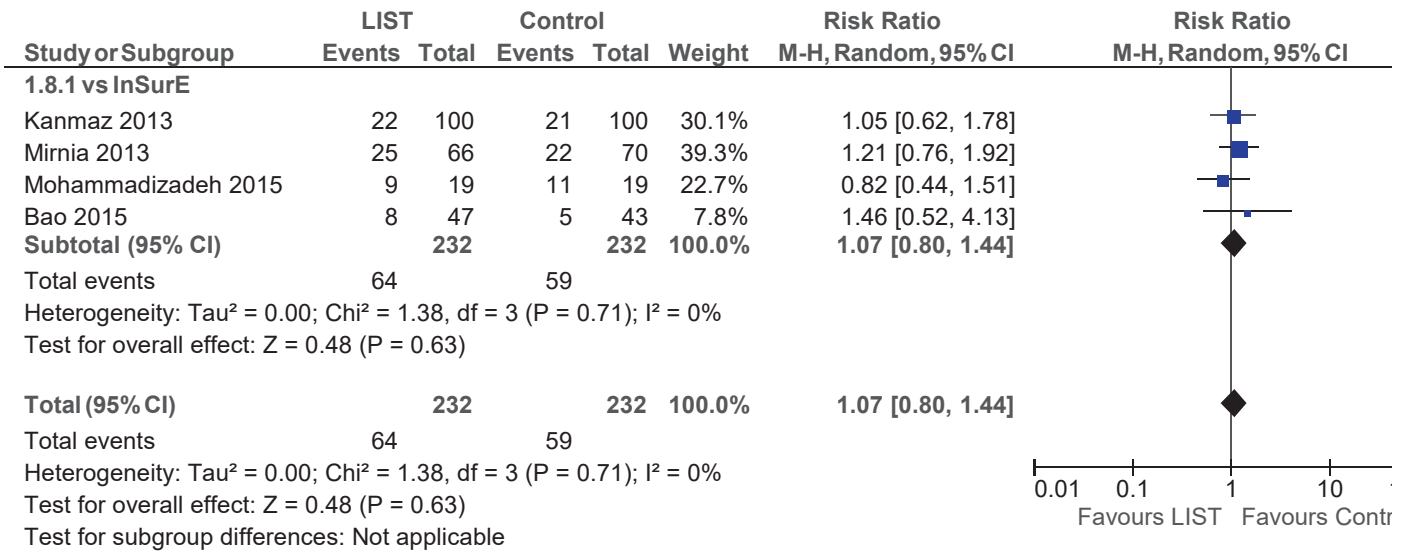 LIST Control Risk Ratio Risk Ratio
Study or Subgroup Events Total Events Total Weight M-H, Random, 95% CI M-H, Random, 95% CI
1.8.1 vs InSurE
Kanmaz 2013 22 100 21 100 30.1% 1.05 [0.62, 1.78]
Mirnia 2013 25 66 22 70 39.3% 1.21 [0.76, 1.92]
Mohammadizadeh 2015 9 19 11 19 22.7% 0.82 [0.44, 1.51]
Bao 2015 8 47 5 43 7.8% 1.46 [0.52, 4.13]
Subtotal (95% CI) 232 232 100.0% 1.07 [0.80, 1.44]
Total events 64 59
Heterogeneity: Tau² = 0.00; Chi² = 1.38, df = 3 (P = 0.71); I² = 0%
Test for overall effect: Z = 0.48 (P = 0.63)
Total (95% CI) 232 232 100.0% 1.07 [0.80, 1.44]
Total events 64 59
Heterogeneity: Tau² = 0.00; Chi² = 1.38, df = 3 (P = 0.71); I² = 0%
Test for overall effect: Z = 0.48 (P = 0.63)
Test for subgroup differences: Not applicable
0.01 0.1 1 10
Favours LIST Favours Contr